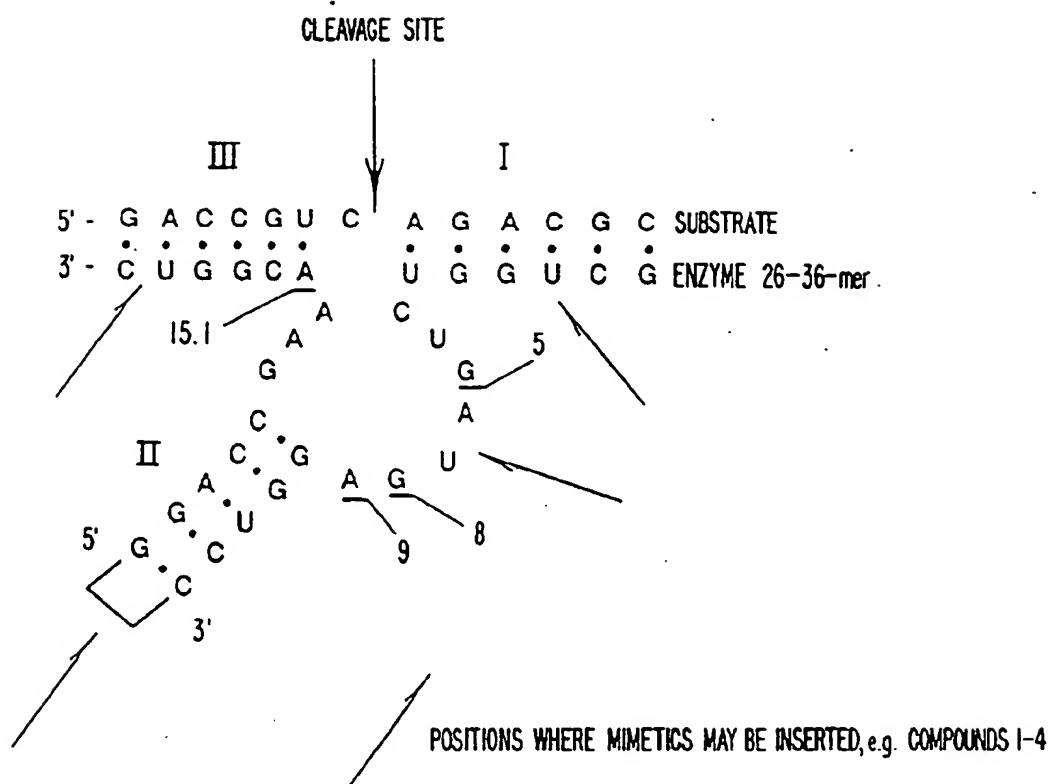 CLEAVAGE SITE
III I
5' - G A C C G U C A G A C G C SUBSTRATE
3' - C U G G C A U G G U C G ENZYME 26-36-mer.
A C
15.1 A U 5
G G
C A
II C G U
A G A G
G U 9 8
5' G C
C
3'
POSITIONS WHERE MIMETICS MAY BE INSERTED, e.g. COMPOUNDS 1-4